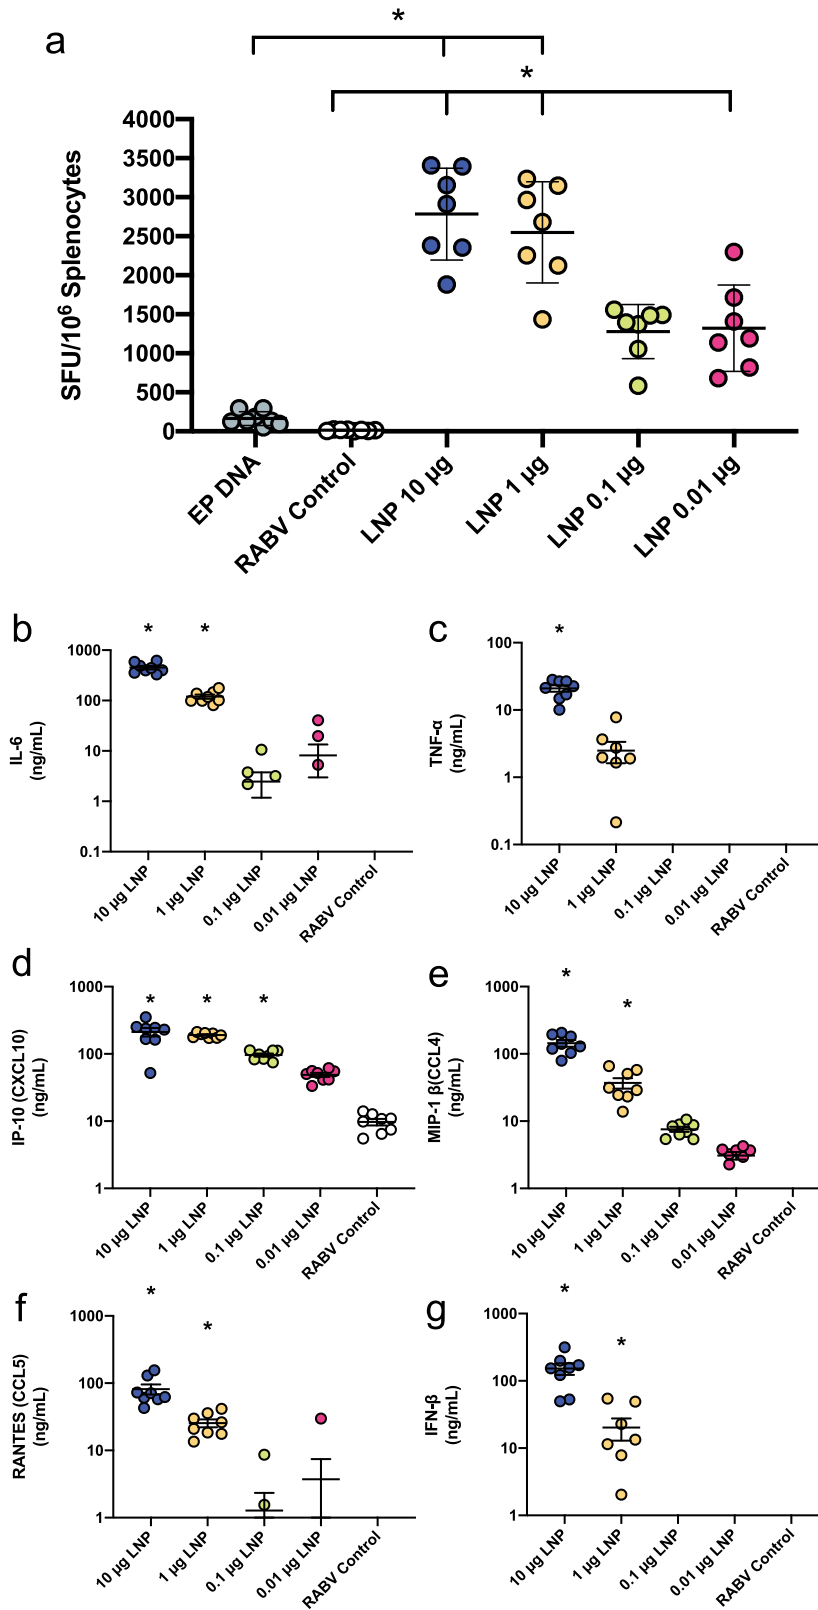 a
*
*
SFU/10⁶ Splenocytes
4000
3500
3000
2500
2000
1500
1000
500
0
EP DNA
RABV Control
LNP 10 µg
LNP 1 µg
LNP 0.1 µg
LNP 0.01 µg
b
* *
IL-6
(ng/mL)
1000
100
10
1
0.1
10 µg LNP
1 µg LNP
0.1 µg LNP
0.01 µg LNP
RABV Control
c
*
TNF-α
(ng/mL)
100
10
1
0.1
10 µg LNP
1 µg LNP
0.1 µg LNP
0.01 µg LNP
RABV Control
d
* * *
IP-10 (CXCL10)
(ng/mL)
1000
100
10
1
10 µg LNP
1 µg LNP
0.1 µg LNP
0.01 µg LNP
RABV Control
e
*
*
MIP-1 β(CCL4)
(ng/mL)
1000
100
10
1
10 µg LNP
1 µg LNP
0.1 µg LNP
0.01 µg LNP
RABV Control
f
*
*
RANTES (CCL5)
(ng/mL)
1000
100
10
1
10 µg LNP
1 µg LNP
0.1 µg LNP
0.01 µg LNP
RABV Control
g
*
*
IFN-β
(ng/mL)
1000
100
10
1
10 µg LNP
1 µg LNP
0.1 µg LNP
0.01 µg LNP
RABV Control